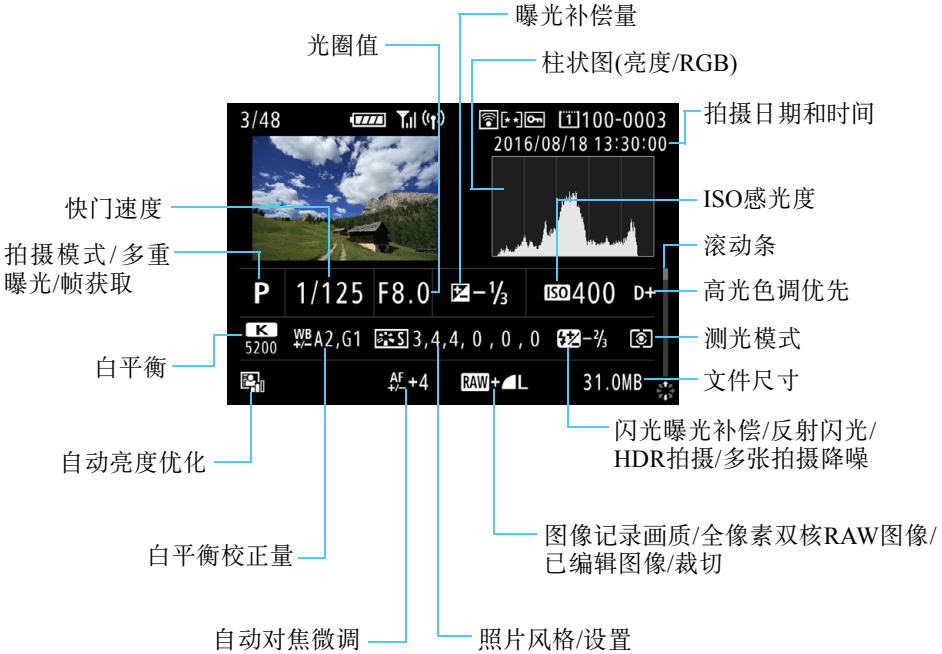 曝光补偿量
光圈值
柱状图(亮度/RGB)
3/48
100-0003
拍摄日期和时间
2016/08/18 13:30:00
快门速度
ISO感光度
拍摄模式/多重
曝光/帧获取
滚动条
P 1/125 F8.0 -1/3 ISO 400 D+
高光色调优先
K
5200
WB +/- A2,G1 S 3,4,4,0,0,0 -2/3
测光模式
白平衡
AF +/- +4 RAW+L 31.0MB
文件尺寸
闪光曝光补偿/反射闪光/
HDR拍摄/多张拍摄降噪
自动亮度优化
图像记录画质/全像素双核RAW图像/
已编辑图像/裁切
白平衡校正量
自动对焦微调
照片风格/设置